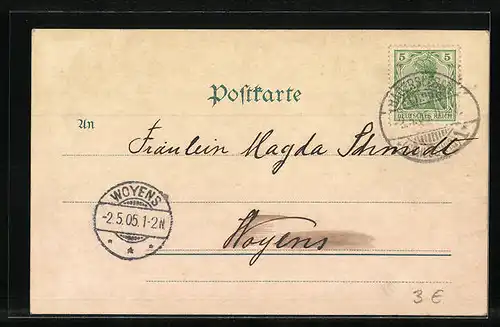 5 5
DEUTSCHES REICH
Postkarte
An
Fräulein Magda Schmidt
WOYENS
-2.5.05.1-2N
Woyens
3 €